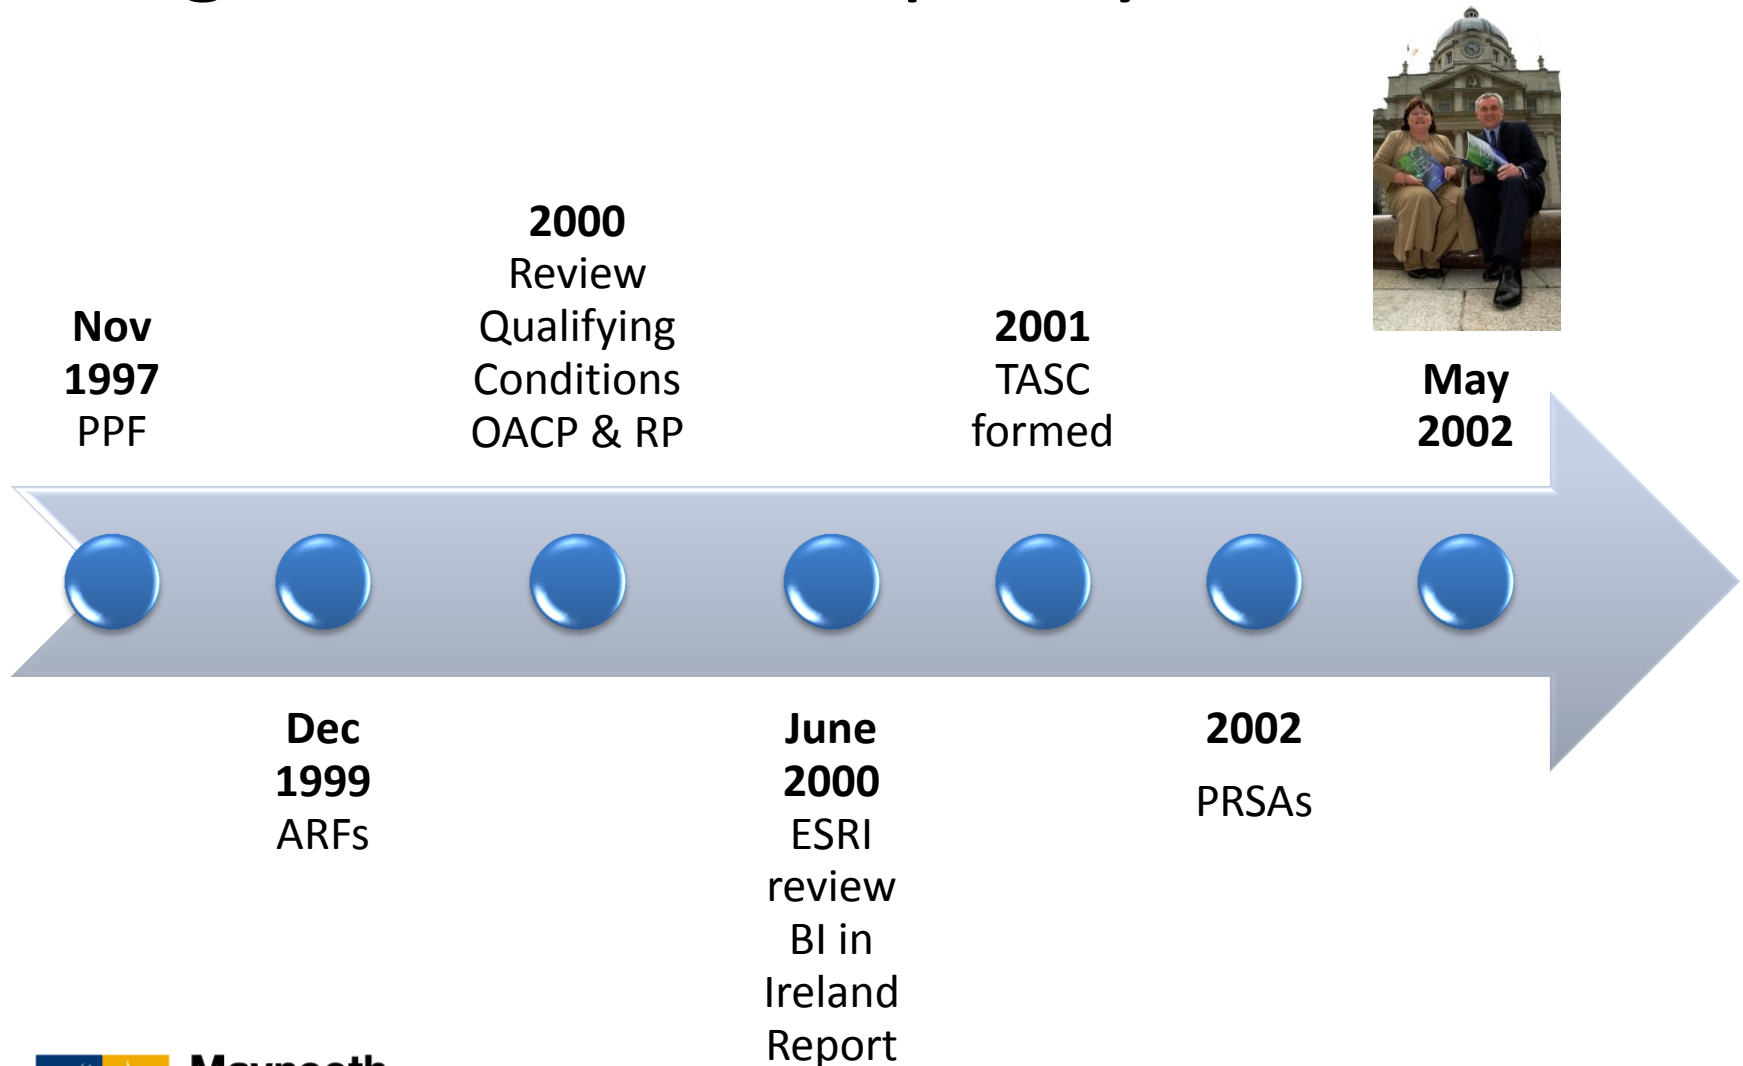 Nov
1997
PPF
2000
Review
Qualifying
Conditions
OACP & RP
2001
TASC
formed
May
2002
Dec
1999
ARFs
June
2000
ESRI
review
BI in
Ireland
Report
2002
PRSAs